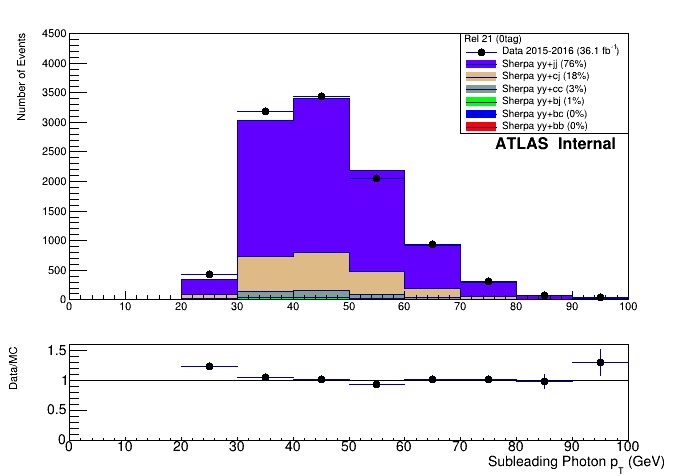 4500
4000
3500
3000
2500
2000
1500
1000
500
0
Number of Events
Rel 21 (0tag)
Data 2015-2016 (36.1 fb⁻¹)
Sherpa yy+jj (76%)
Sherpa yy+cj (18%)
Sherpa yy+cc (3%)
Sherpa yy+bj (1%)
Sherpa yy+bc (0%)
Sherpa yy+bb (0%)
ATLAS Internal
0 10 20 30 40 50 60 70 80 90 100
1.5
1
0.5
0
Data/MC
0 10 20 30 40 50 60 70 80 90 100
Subleading Photon p_T (GeV)